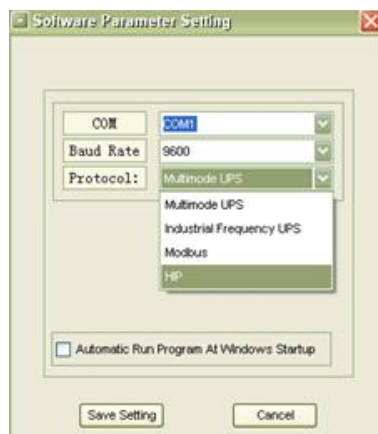 Software Parameter Setting
COM
COM1
Baud Rate
9600
Protocol:
Multimode UPS
Multimode UPS
Industrial Frequency UPS
Modbus
HIP
Automatic Run Program At Windows Startup
Save Setting
Cancel